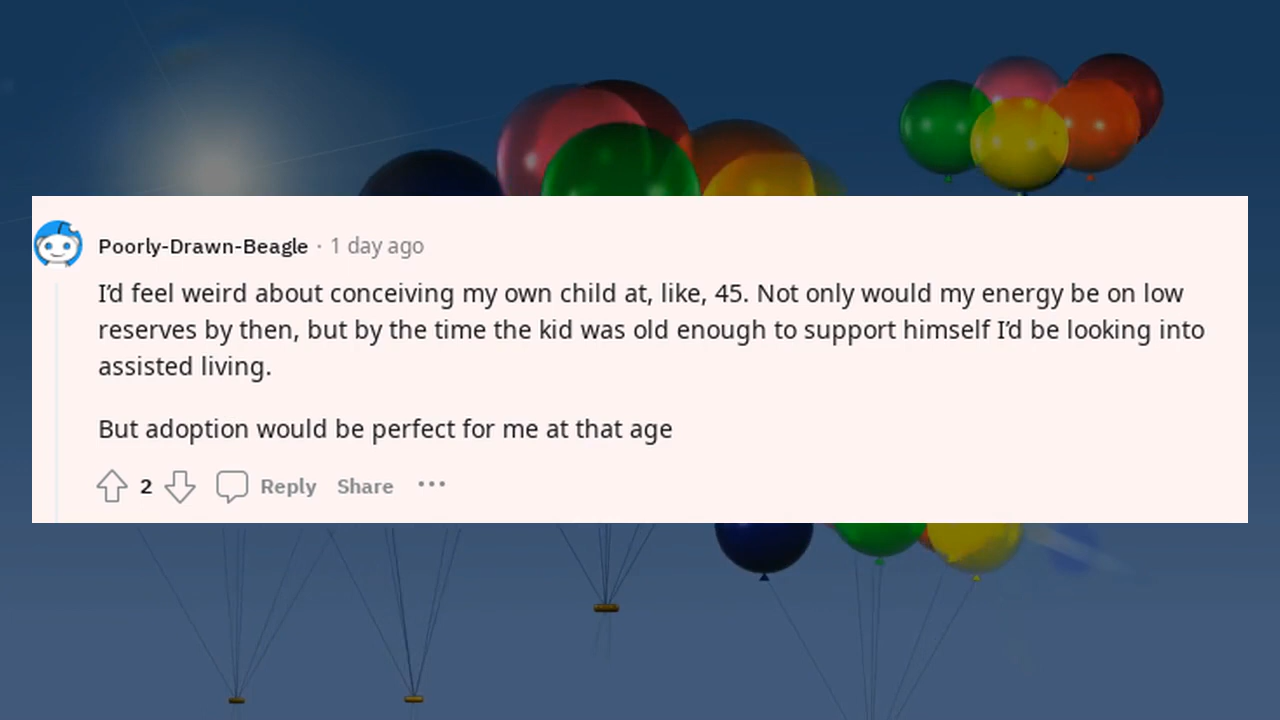 Poorly-Drawn-Beagle · 1 day ago
I'd feel weird about conceiving my own child at, like, 45. Not only would my energy be on low
reserves by then, but by the time the kid was old enough to support himself I'd be looking into
assisted living.
But adoption would be perfect for me at that age
2 Reply Share ···